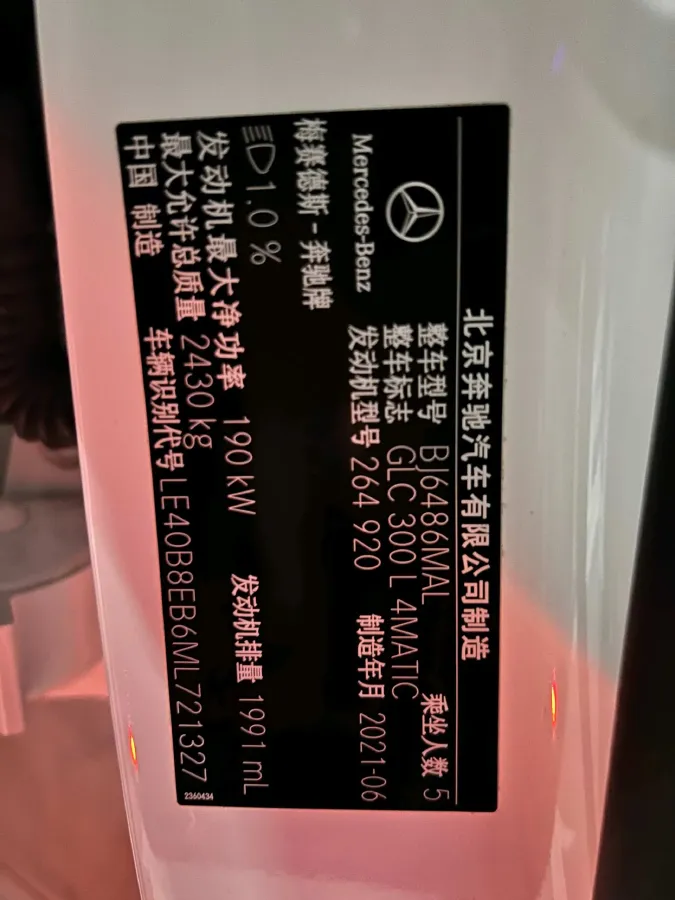 北京奔驰汽车有限公司制造
Mercedes-Benz
梅赛德斯-奔驰牌
整车型号 BJ6486MAL 乘坐人数 5
整车标志 GLC 300 L 4MATIC
发动机型号 264 920 制造年月 2021-06
1.0 %
发动机最大净功率 190 kW 发动机排量 1991 mL
最大允许总质量 2430 kg
中国 制造 车辆识别代号 LE40B8EB6ML721327
2360434